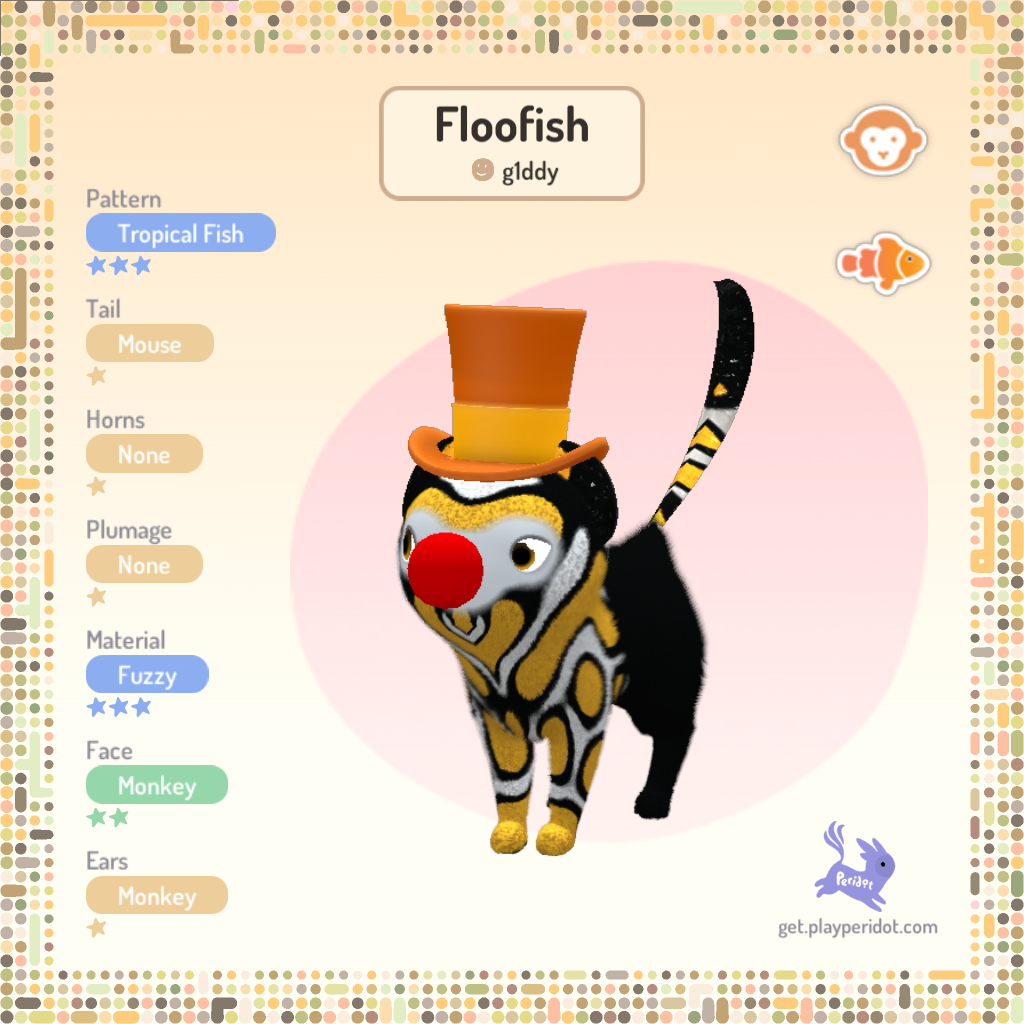 Floofish
g1ddy
Pattern
Tropical Fish
Tail
Mouse
Horns
None
Plumage
None
Material
Fuzzy
Face
Monkey
Ears
Monkey
Peridot
get.playperidot.com